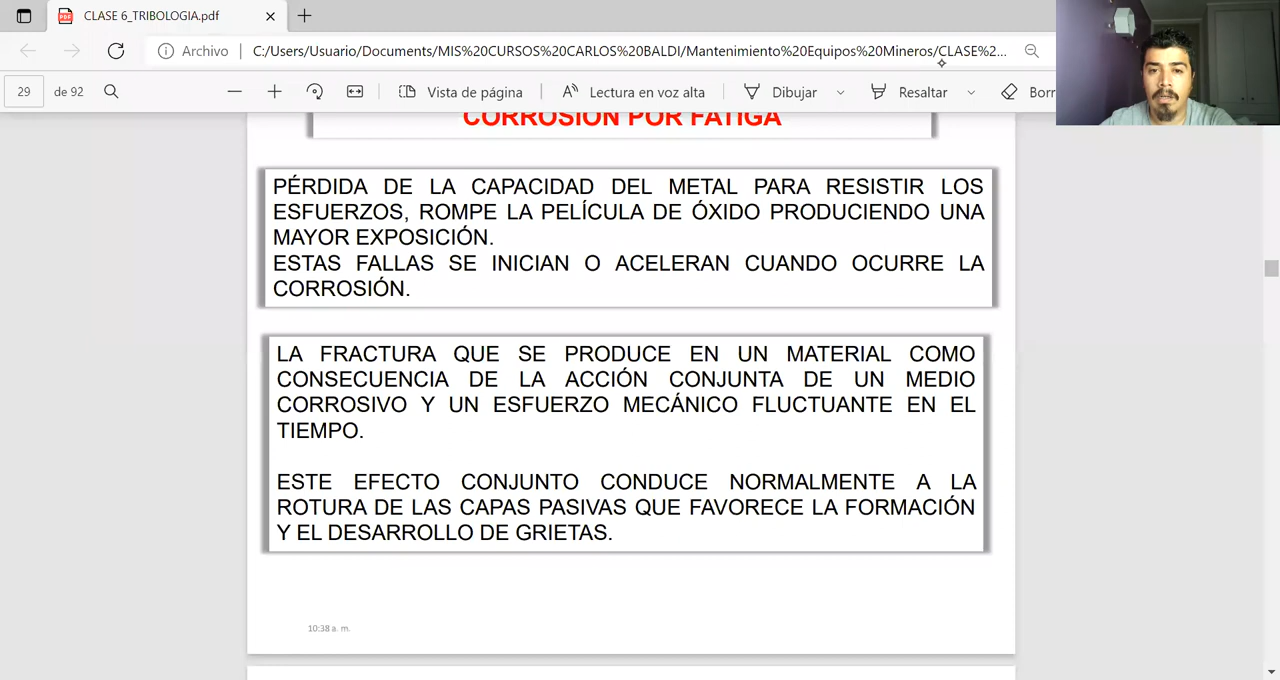 CLASE 6_TRIBOLOGIA.pdf
Archivo C:/Users/Usuario/Documents/MIS%20CURSOS%20CARLOS%20BALDI/Mantenimiento%20Equipos%20Mineros/CLASE%2...
29 de 92 Vista de página Lectura en voz alta Dibujar Resaltar Borr
CORROSIÓN POR FATIGA
PÉRDIDA DE LA CAPACIDAD DEL METAL PARA RESISTIR LOS
ESFUERZOS, ROMPE LA PELÍCULA DE ÓXIDO PRODUCIENDO UNA
MAYOR EXPOSICIÓN.
ESTAS FALLAS SE INICIAN O ACELERAN CUANDO OCURRE LA
CORROSIÓN.
LA FRACTURA QUE SE PRODUCE EN UN MATERIAL COMO
CONSECUENCIA DE LA ACCIÓN CONJUNTA DE UN MEDIO
CORROSIVO Y UN ESFUERZO MECÁNICO FLUCTUANTE EN EL
TIEMPO.
ESTE EFECTO CONJUNTO CONDUCE NORMALMENTE A LA
ROTURA DE LAS CAPAS PASIVAS QUE FAVORECE LA FORMACIÓN
Y EL DESARROLLO DE GRIETAS.
10:38 a. m.